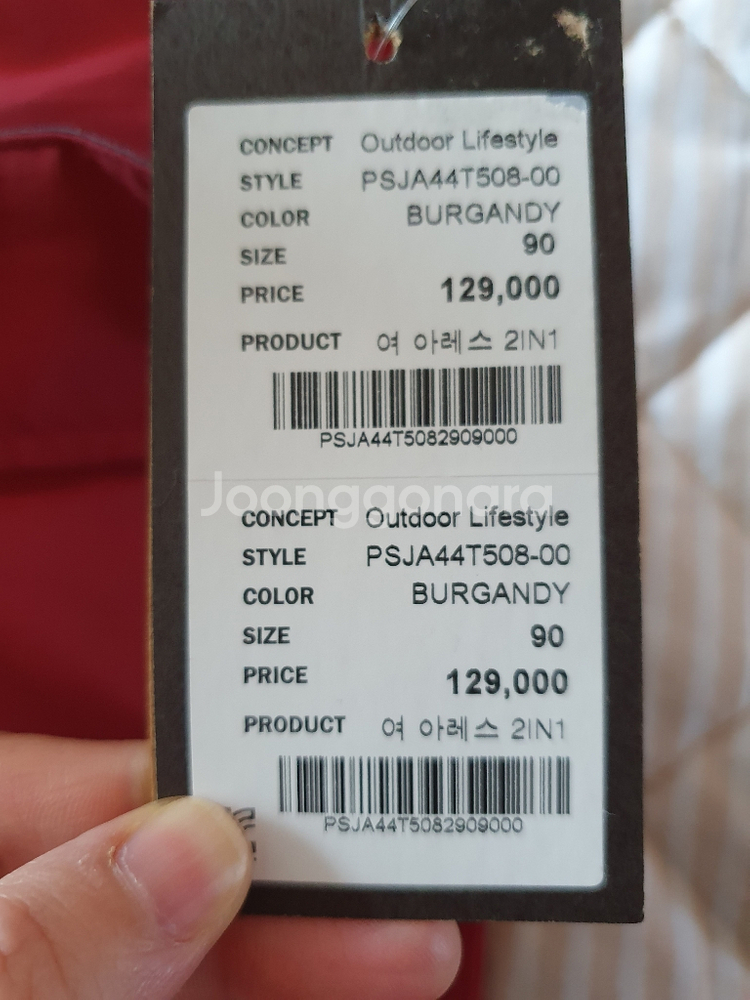 CONCEPT Outdoor Lifestyle
STYLE PSJA44T508-00
COLOR BURGANDY
SIZE 90
PRICE 129,000
PRODUCT 여 아레스 2IN1
PSJA44T5082909000
Joonggonara
CONCEPT Outdoor Lifestyle
STYLE PSJA44T508-00
COLOR BURGANDY
SIZE 90
PRICE 129,000
PRODUCT 여 아레스 2IN1
PSJA44T5082909000